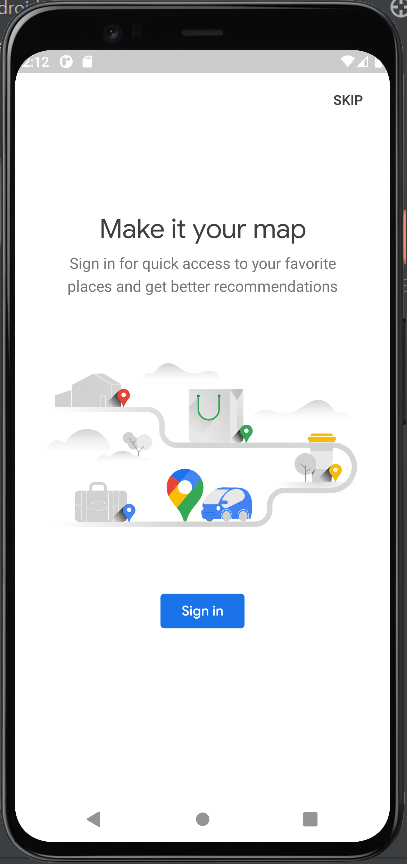 droid
2:12
SKIP
Make it your map
Sign in for quick access to your favorite
places and get better recommendations
Sign in